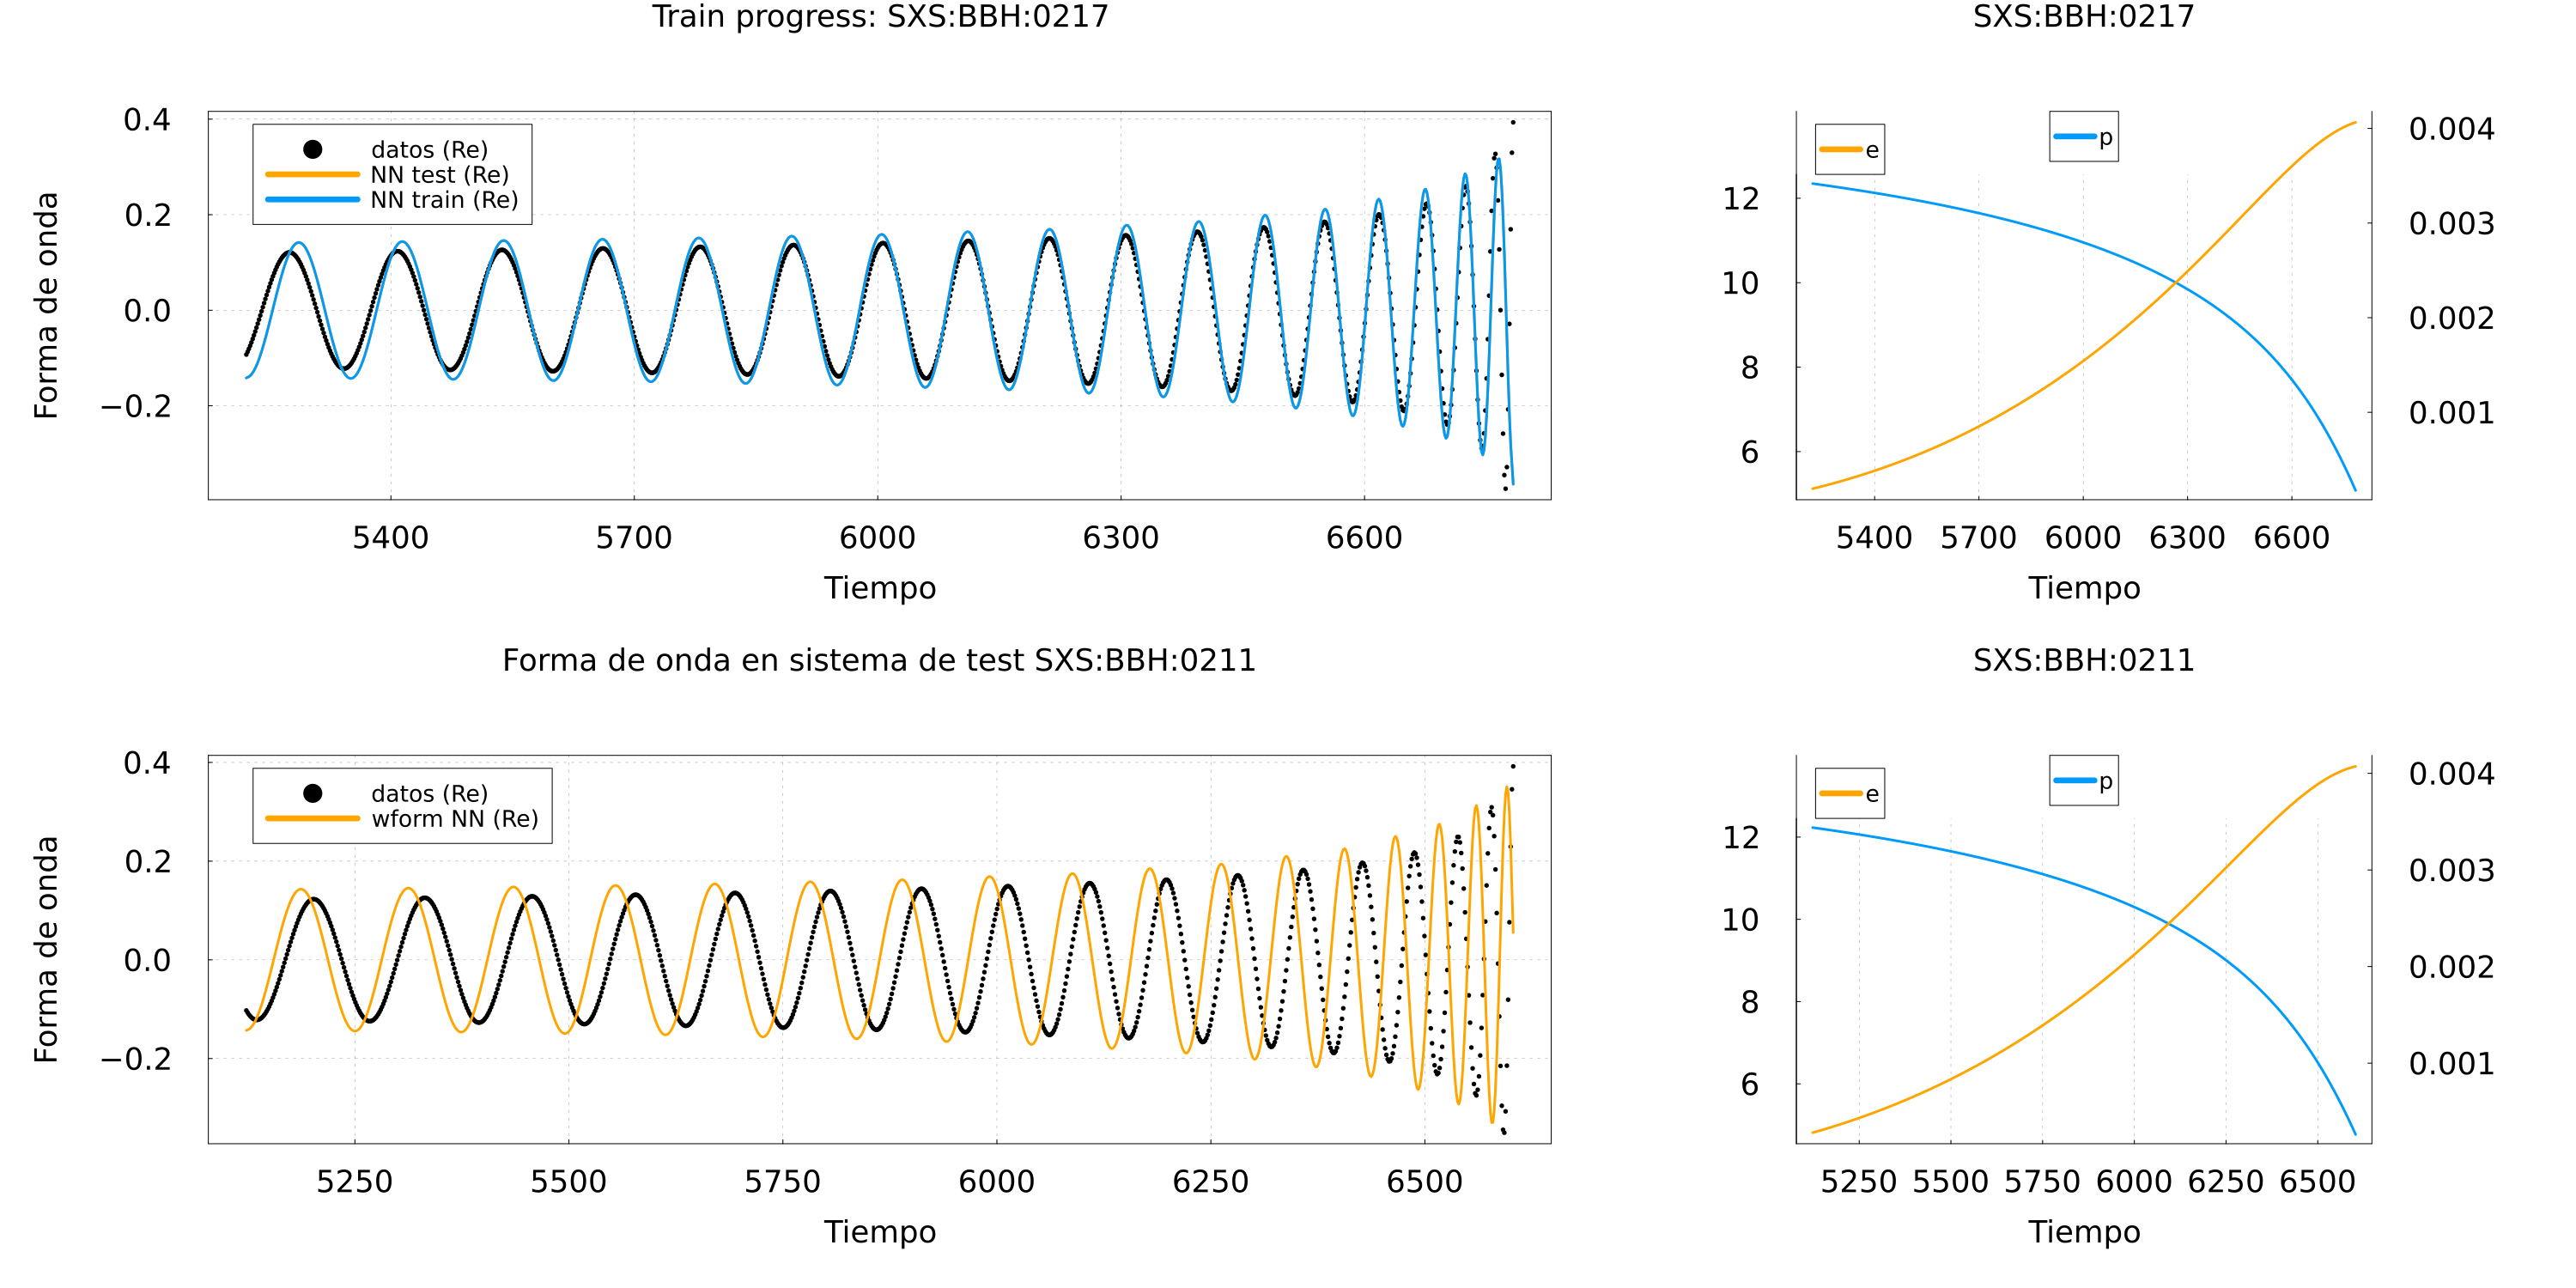 Train progress: SXS:BBH:0217
Forma de onda
0.4
0.2
0.0
−0.2
datos (Re)
NN test (Re)
NN train (Re)
5400 5700 6000 6300 6600
Tiempo
SXS:BBH:0217
e
p
12
10
8
6
0.004
0.003
0.002
0.001
5400 5700 6000 6300 6600
Tiempo
Forma de onda en sistema de test SXS:BBH:0211
Forma de onda
0.4
0.2
0.0
−0.2
datos (Re)
wform NN (Re)
5250 5500 5750 6000 6250 6500
Tiempo
SXS:BBH:0211
e
p
12
10
8
6
0.004
0.003
0.002
0.001
5250 5500 5750 6000 6250 6500
Tiempo